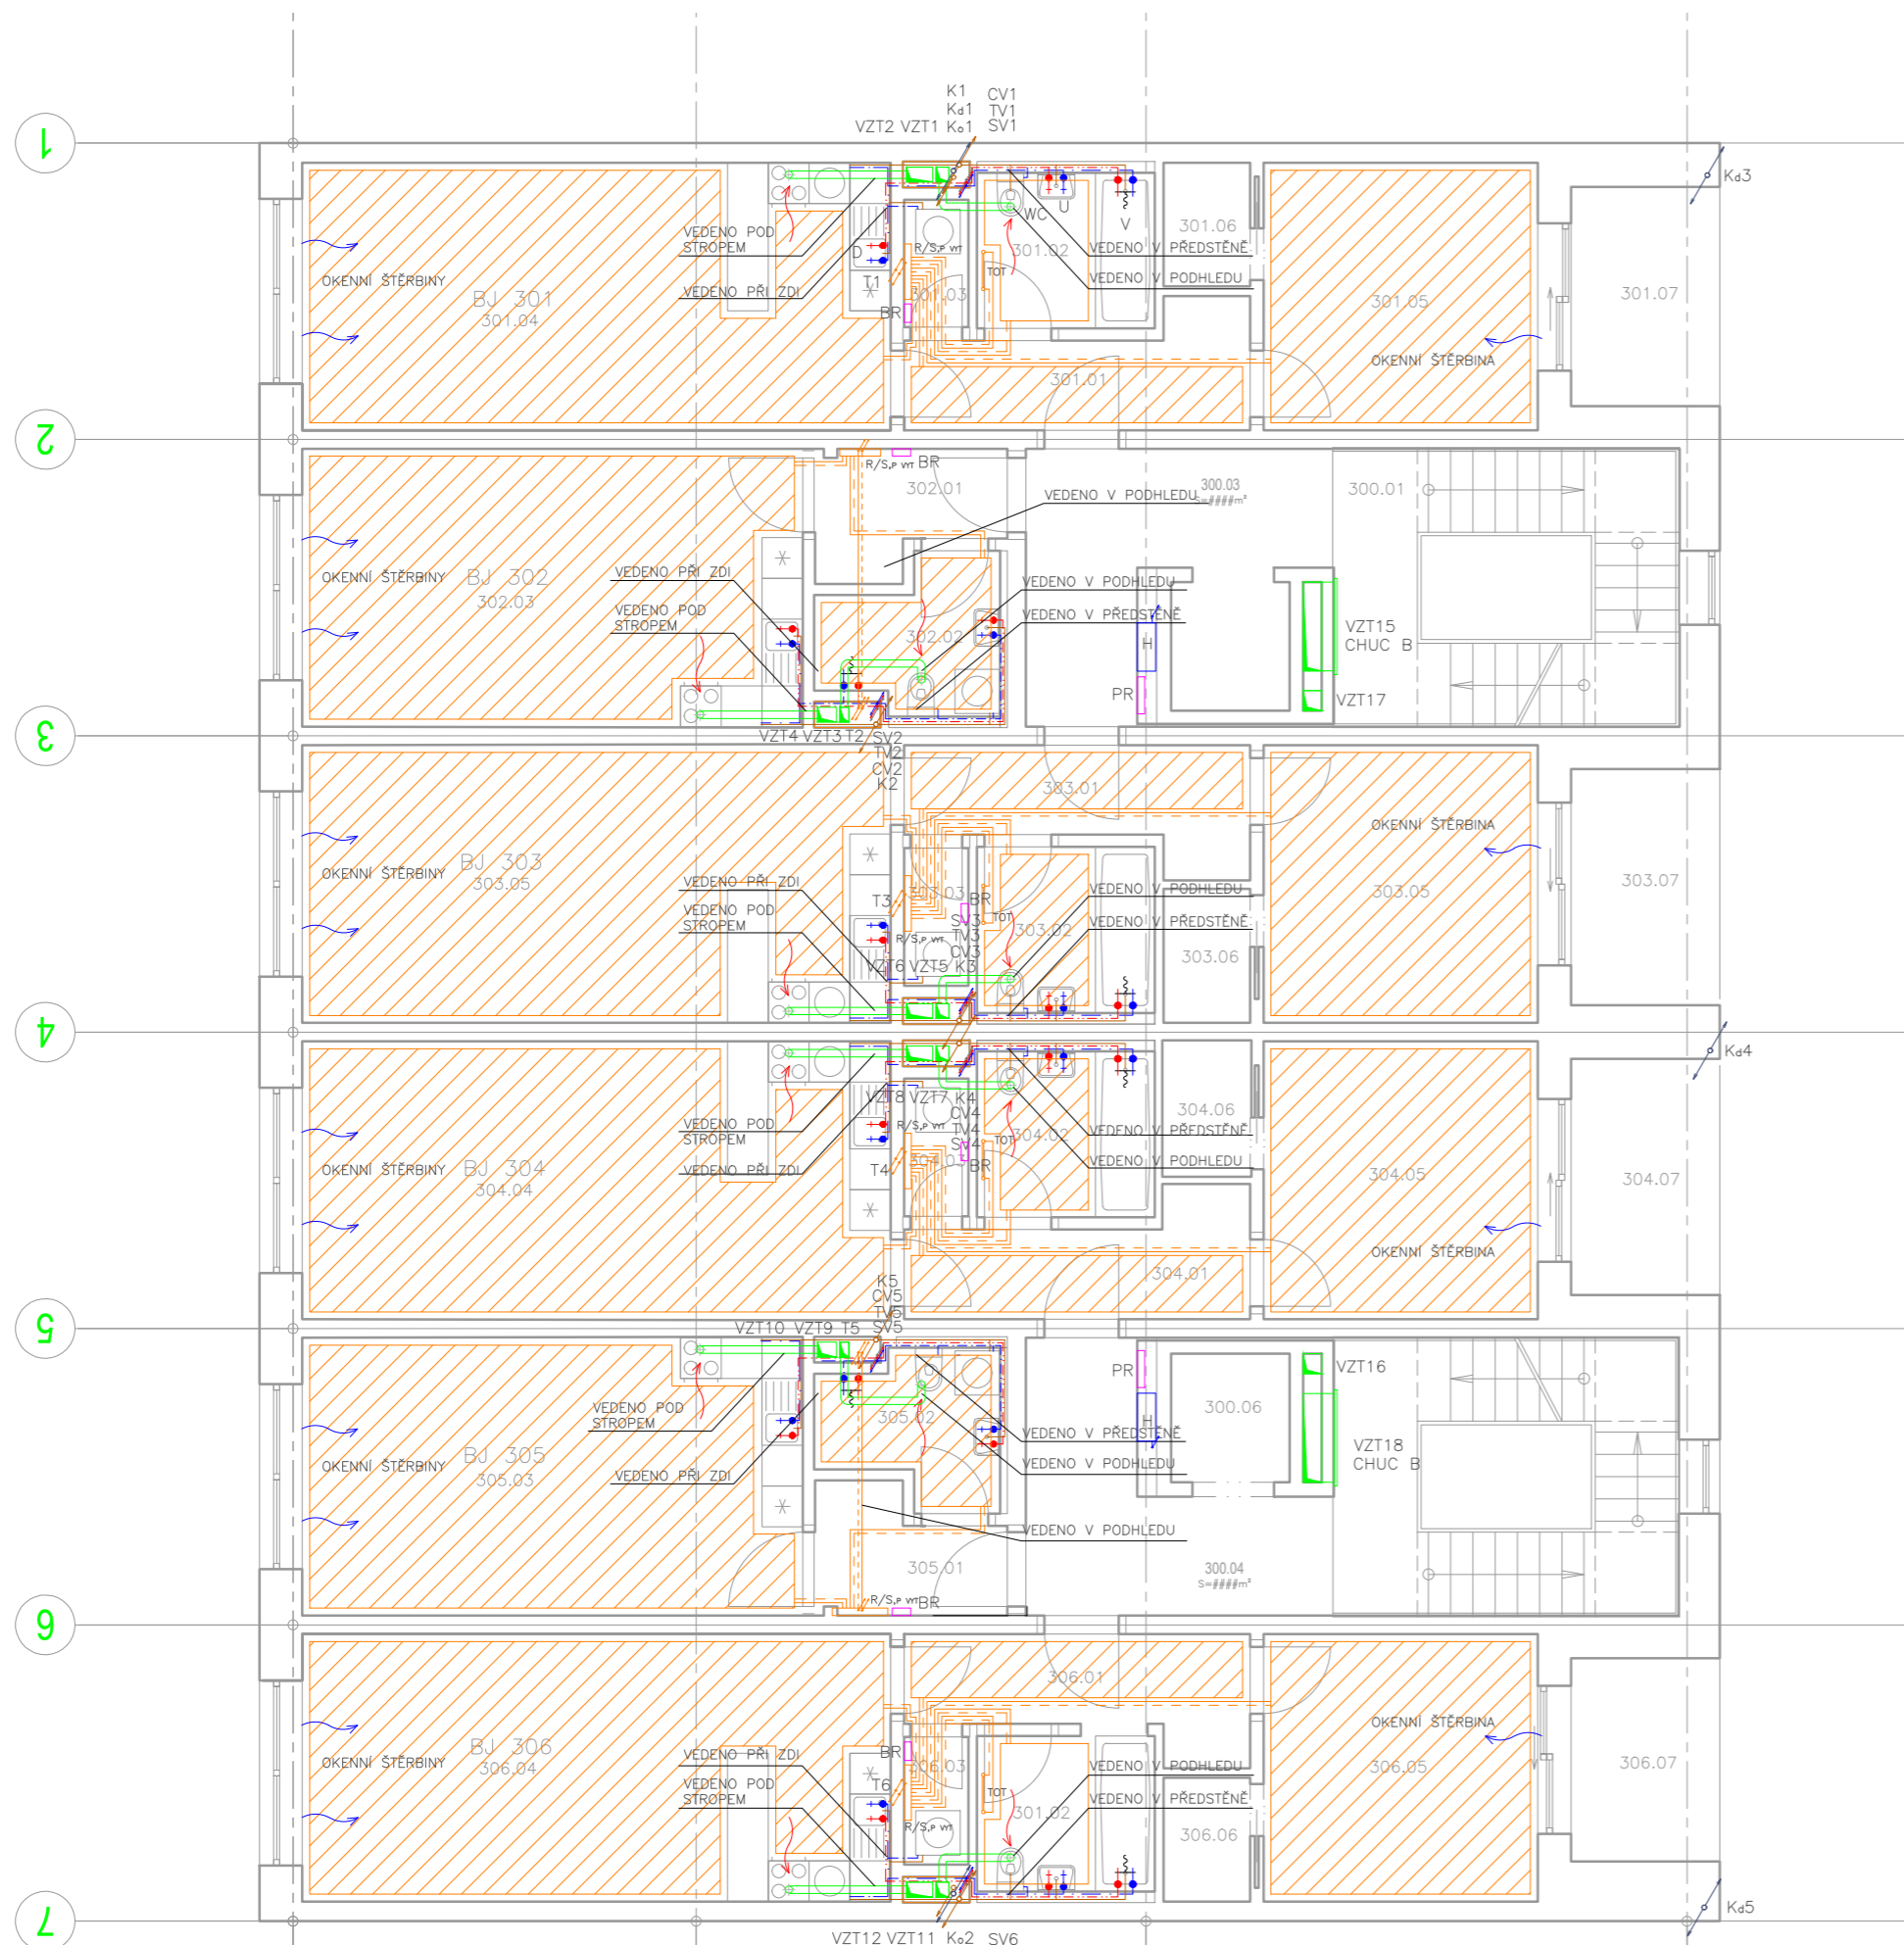 K1 CV1
Kd1 TV1
VZT2 VZT1 Ko1 SV1
1
Kd3
WC U V
301.06
VEDENO POD
STROPEM
D
R/S,P VYT
301.02
VEDENO V PŘEDSTĚNĚ
TOT
VEDENO V PODHLEDU
OKENNÍ ŠTĚRBINY
T1
VEDENO PŘI ZDI
301.03
BJ 301
301.04
BR
301.05
301.07
OKENNÍ ŠTĚRBINA
301.01
2
R/S,P VYT BR
302.01
VEDENO V PODHLEDU
300.03
S=####m²
300.01
OKENNÍ ŠTĚRBINY
BJ 302
302.03
VEDENO PŘI ZDI
VEDENO POD
STROPEM
VEDENO V PODHLEDU
VEDENO V PŘEDSTĚNĚ
302.02
H
VZT15
CHUC B
PR
VZT17
3
VZT4 VZT3 T2 SV2
TV2
CV2
K2
303.01
OKENNÍ ŠTĚRBINA
BJ 303
303.05
OKENNÍ ŠTĚRBINY
VEDENO PŘI ZDI
VEDENO POD
STROPEM
T3
303.03
BR
TOT
VEDENO V PODHLEDU
VEDENO V PŘEDSTĚNĚ
303.02
R/S,P VYT
SV3
TV3
CV3
VZT6 VZT5 K3
303.06
303.05
303.07
4
Kd4
VZT8 VZT7 K4
CV4
TV4
SV4
R/S,P VYT
304.02
304.06
VEDENO POD
STROPEM
VEDENO PŘI ZDI
VEDENO V PŘEDSTĚNĚ
TOT
VEDENO V PODHLEDU
OKENNÍ ŠTĚRBINY
BJ 304
304.04
T4
304.03
BR
304.05
304.07
OKENNÍ ŠTĚRBINA
304.01
K5
CV5
TV5
VZT10 VZT9 T5 SV5
5
PR
VZT16
VEDENO POD
STROPEM
305.02
300.06
H
VEDENO V PŘEDSTĚNĚ
VEDENO V PODHLEDU
VZT18
CHUC B
OKENNÍ ŠTĚRBINY
BJ 305
305.03
VEDENO PŘI ZDI
VEDENO V PODHLEDU
305.01
300.04
S=####m²
R/S,P VYT BR
6
306.01
OKENNÍ ŠTĚRBINA
BJ 306
306.04
OKENNÍ ŠTĚRBINY
VEDENO PŘI ZDI
VEDENO POD
STROPEM
BR
306.03
T6
TOT
VEDENO V PODHLEDU
VEDENO V PŘEDSTĚNĚ
301.02
R/S,P VYT
306.06
306.05
306.07
7
Kd5
VZT12 VZT11 Ko2 SV6